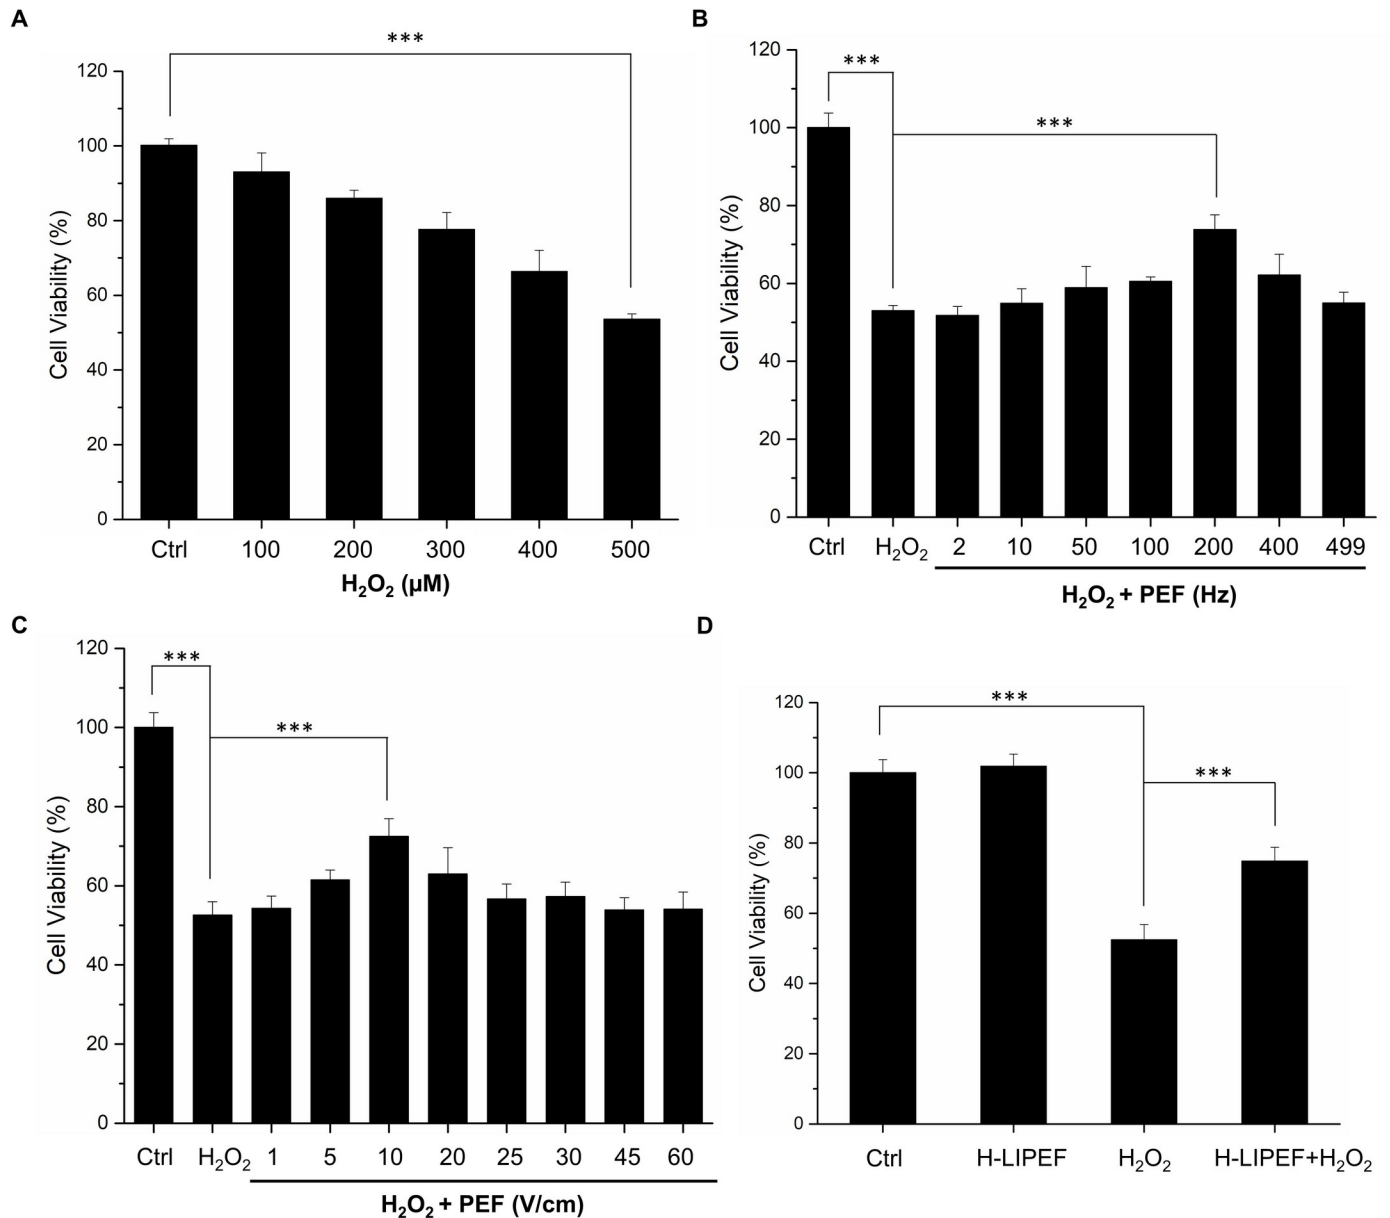 A
***
120
100
80
60
40
20
0
Cell Viability (%)
Ctrl 100 200 300 400 500
H₂O₂ (μM)
B
***
***
120
100
80
60
40
20
0
Cell Viability (%)
Ctrl H₂O₂ 2 10 50 100 200 400 499
H₂O₂ + PEF (Hz)
C
***
***
120
100
80
60
40
20
0
Cell Viability (%)
Ctrl H₂O₂ 1 5 10 20 25 30 45 60
H₂O₂ + PEF (V/cm)
D
***
***
120
100
80
60
40
20
0
Cell Viability (%)
Ctrl H-LIPEF H₂O₂ H-LIPEF+H₂O₂